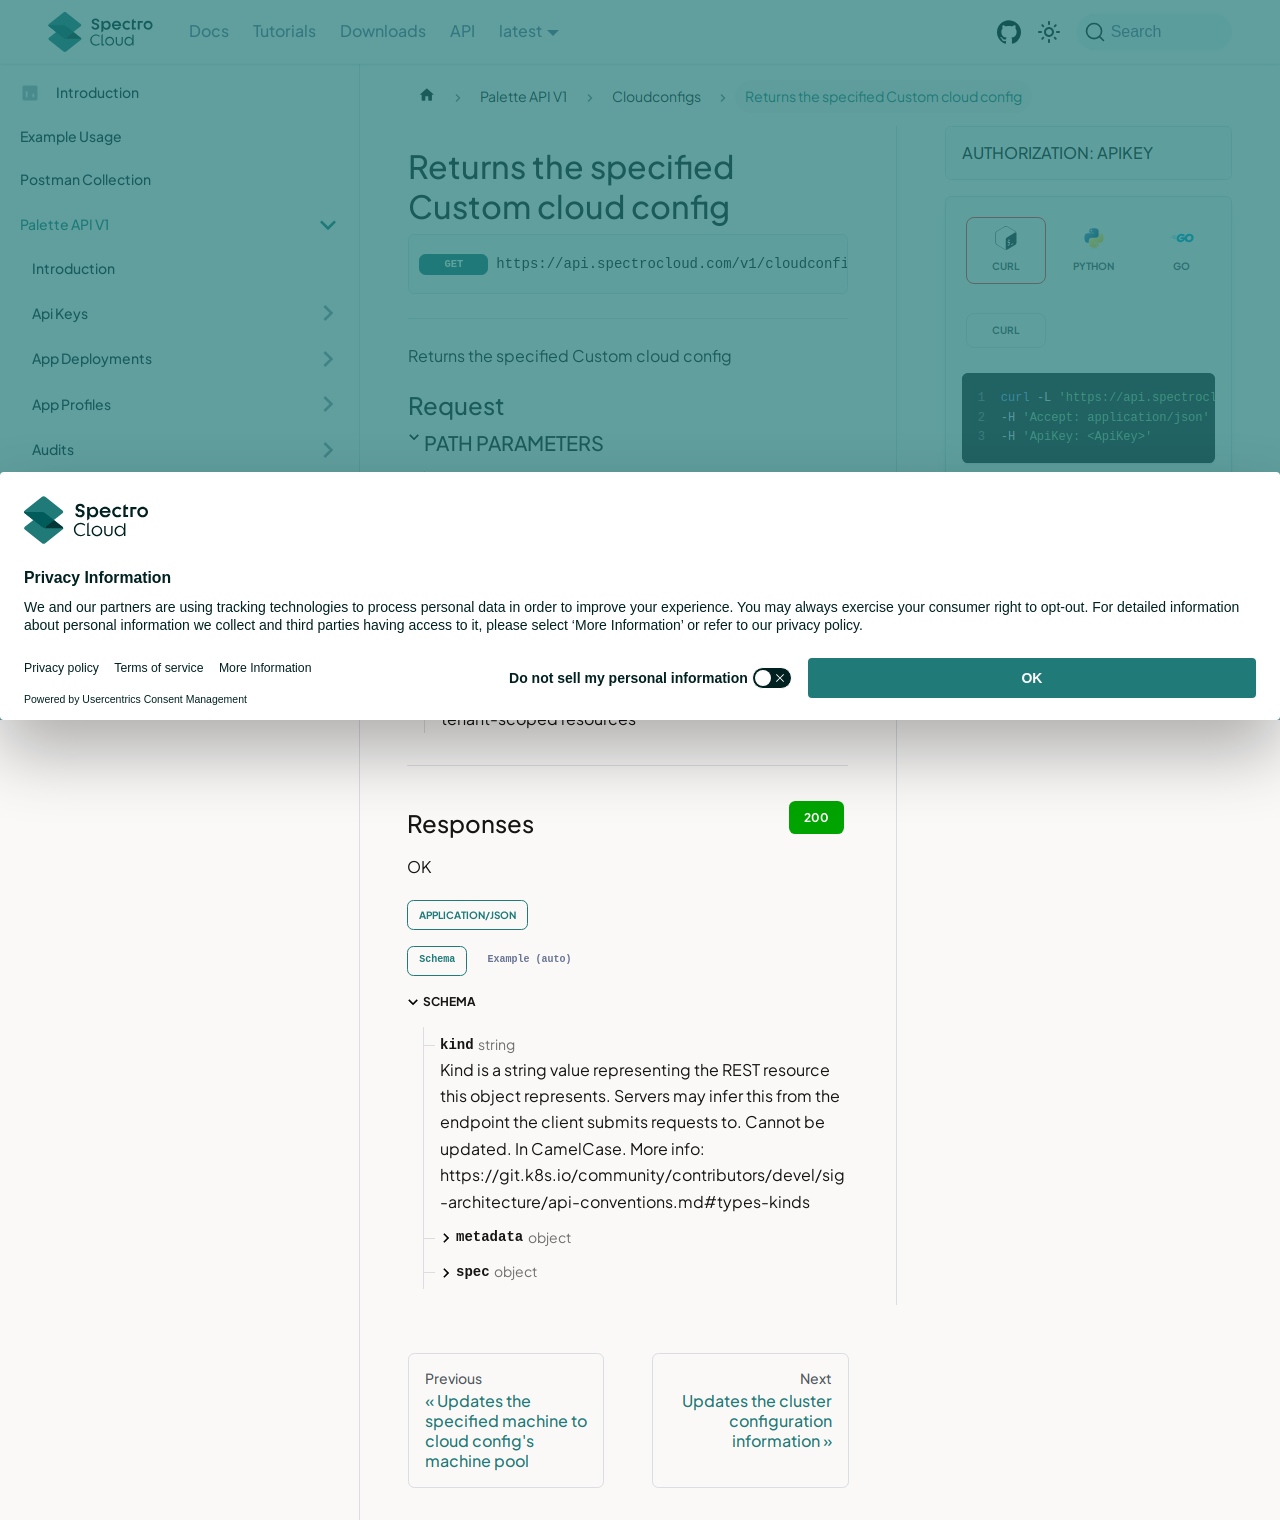 Spectro
Cloud
Docs
Tutorials
Downloads
API
latest
Search
Introduction
Example Usage
Postman Collection
Palette API V1
Introduction
Api Keys
App Deployments
App Profiles
Audits
Palette API V1
Cloudconfigs
Returns the specified Custom cloud config
Returns the specified
Custom cloud config
GET https://api.spectrocloud.com/v1/cloudconfi
Returns the specified Custom cloud config
Request
PATH PARAMETERS
AUTHORIZATION: APIKEY
CURL
PYTHON
GO
CURL
1 curl -L 'https://api.spectrocl
2 -H 'Accept: application/json'
3 -H 'ApiKey: <ApiKey>'
Spectro
Cloud
Privacy Information
We and our partners are using tracking technologies to process personal data in order to improve your experience. You may always exercise your consumer right to opt-out. For detailed information
about personal information we collect and third parties having access to it, please select ‘More Information’ or refer to our privacy policy.
Privacy policy
Terms of service
More Information
Do not sell my personal information
OK
Powered by Usercentrics Consent Management
tenant-scoped resources
Responses
200
OK
APPLICATION/JSON
Schema
Example (auto)
SCHEMA
kind string
Kind is a string value representing the REST resource
this object represents. Servers may infer this from the
endpoint the client submits requests to. Cannot be
updated. In CamelCase. More info:
https://git.k8s.io/community/contributors/devel/sig
-architecture/api-conventions.md#types-kinds
metadata object
spec object
Previous
« Updates the
specified machine to
cloud config's
machine pool
Next
Updates the cluster
configuration
information »